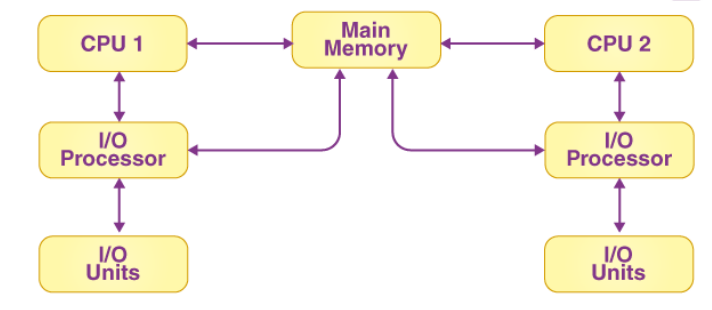 CPU 1
Main
Memory
CPU 2
I/O
Processor
I/O
Processor
I/O
Units
I/O
Units